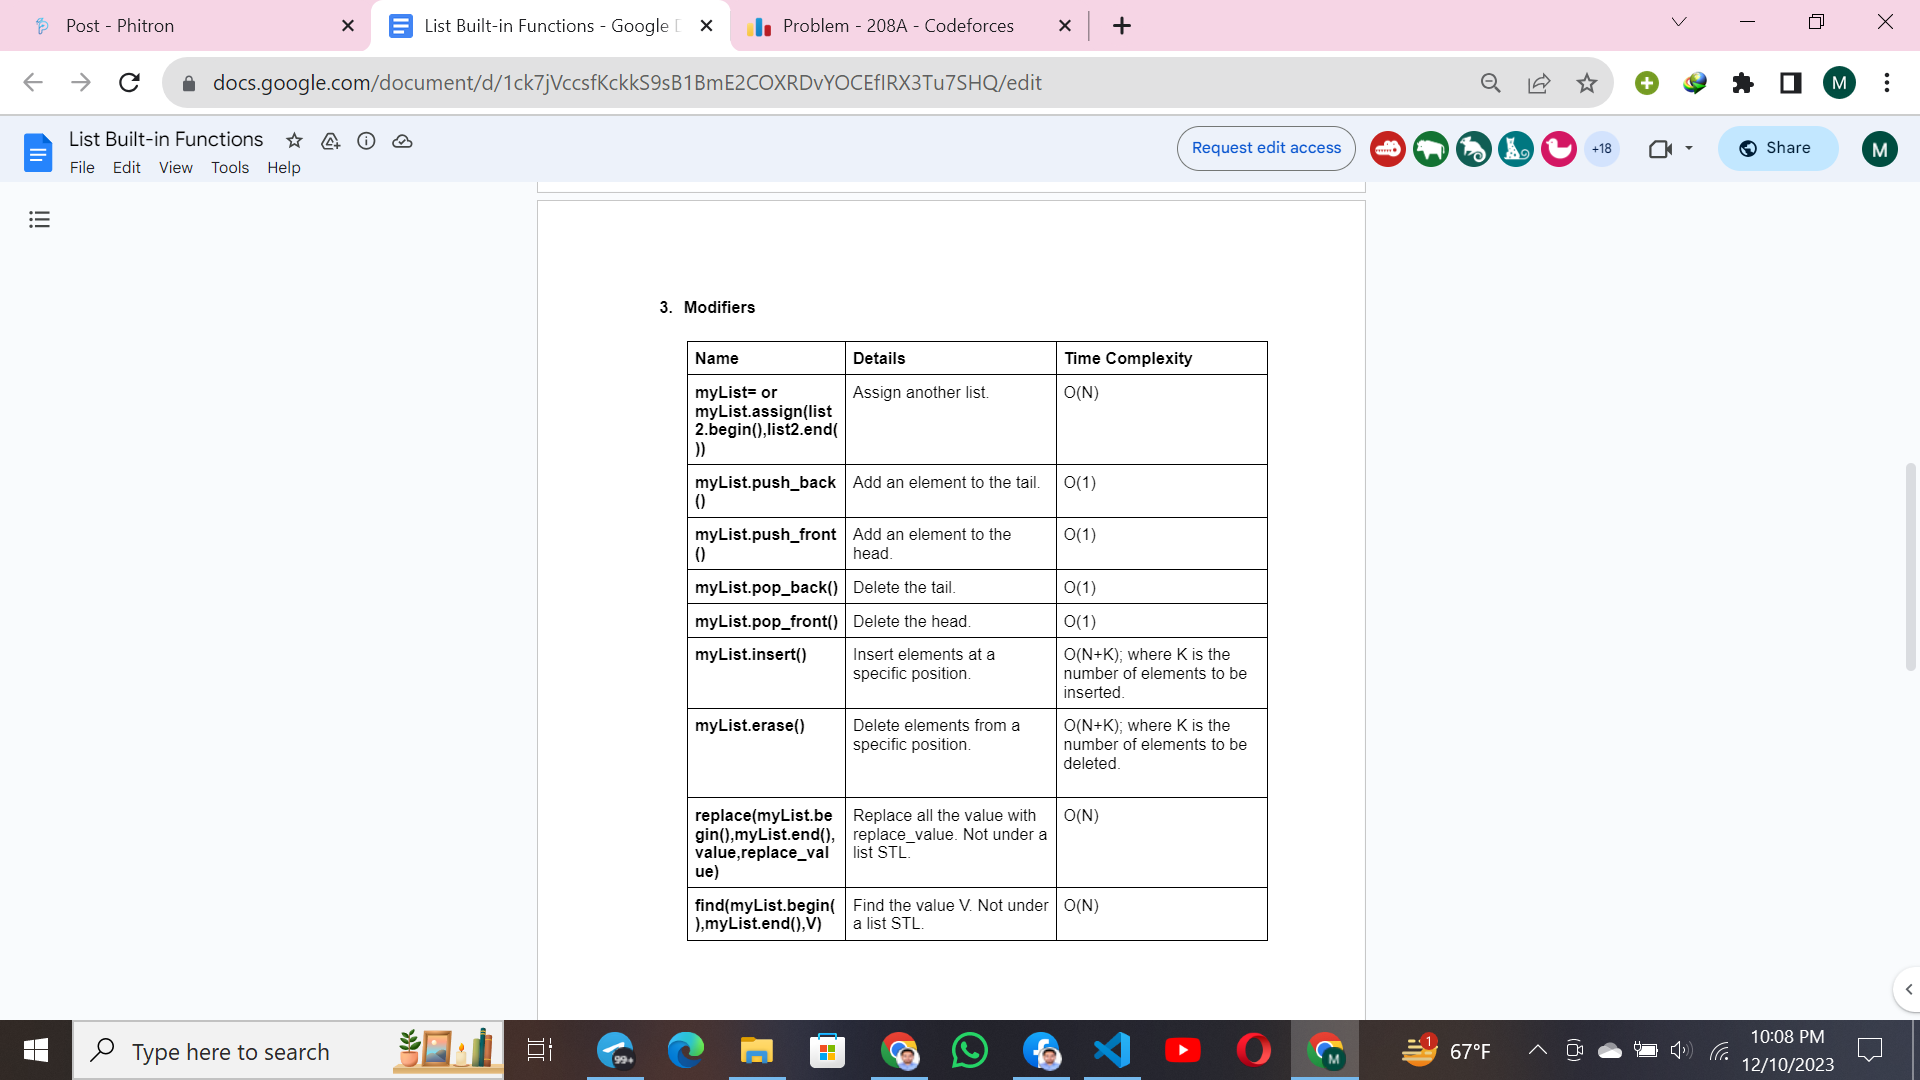 Post - Phitron
List Built-in Functions - Google D
Problem - 208A - Codeforces
docs.google.com/document/d/1ck7jVccsfKckkS9sB1BmE2COXRDvYOCEfIRX3Tu7SHQ/edit
M
List Built-in Functions
File Edit View Tools Help
Request edit access
+18
Share
M
3. Modifiers
Name Details Time Complexity
myList= or Assign another list. O(N)
myList.assign(list
2.begin(),list2.end(
))
myList.push_back Add an element to the tail. O(1)
()
myList.push_front Add an element to the O(1)
() head.
myList.pop_back() Delete the tail. O(1)
myList.pop_front() Delete the head. O(1)
myList.insert() Insert elements at a O(N+K); where K is the
specific position. number of elements to be
inserted.
myList.erase() Delete elements from a O(N+K); where K is the
specific position. number of elements to be
deleted.
replace(myList.be Replace all the value with O(N)
gin(),myList.end(), replace_value. Not under a
value,replace_val list STL.
ue)
find(myList.begin( Find the value V. Not under O(N)
),myList.end(),V) a list STL.
Type here to search
99+
M
1
67°F
10:08 PM
12/10/2023